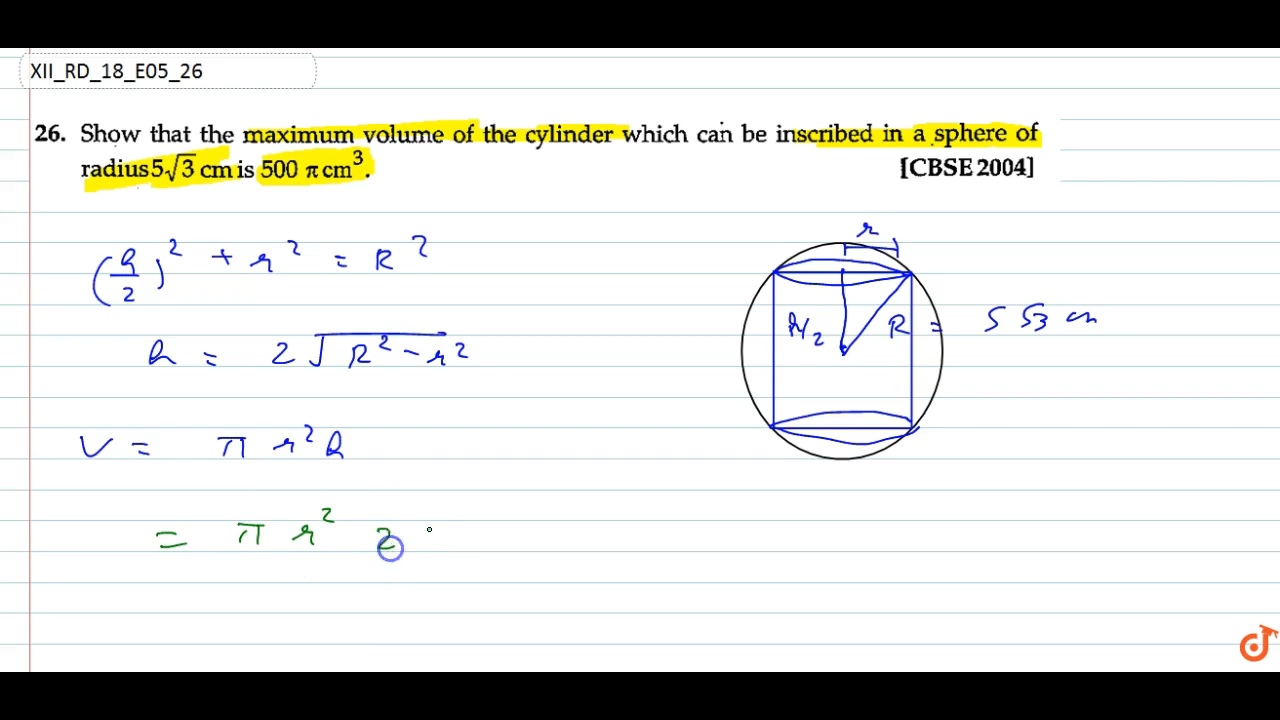 XII_RD_18_E05_26
26. Show that the maximum volume of the cylinder which can be inscribed in a sphere of
radius 5√3 cm is 500 π cm³. [CBSE 2004]
r
(h/2)² + r² = R²
h/2 R = 5√3 cm
h = 2√(R² − r²)
V = π r² h
= π r² 2